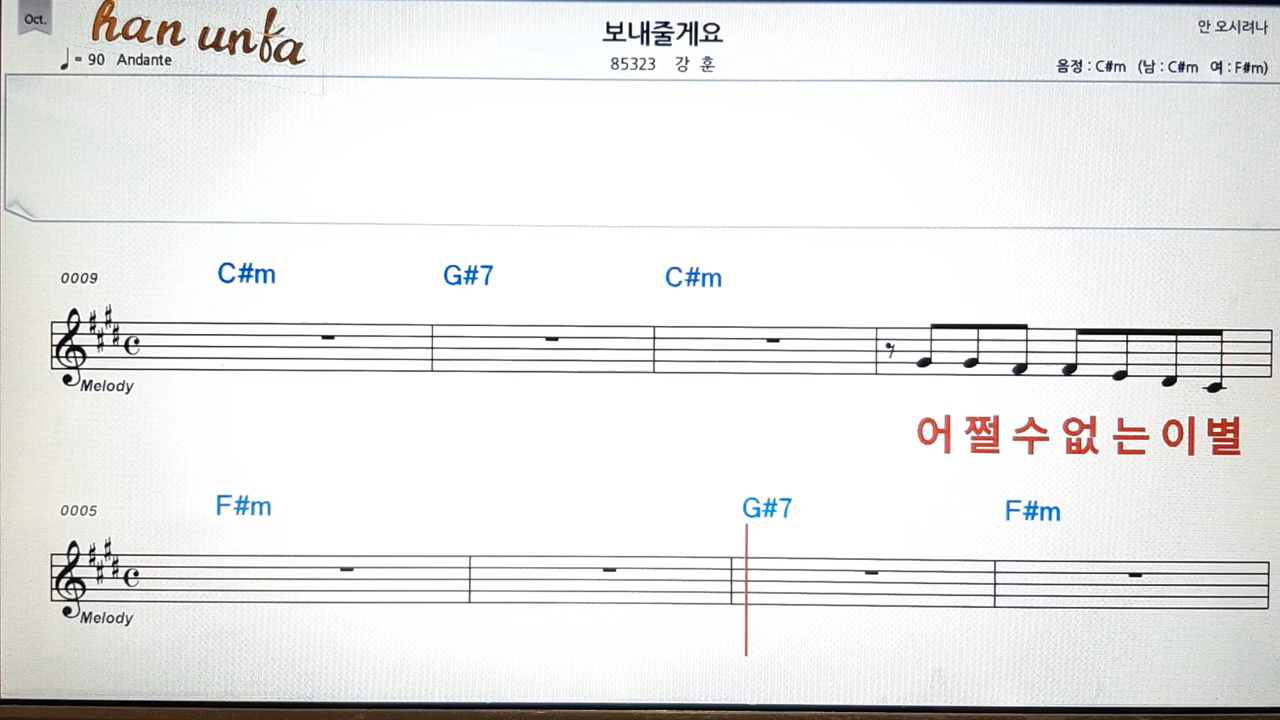 Oct.
han unfa
보내줄게요
안 오시려나
= 90 Andante
85323 강 훈
음정 : C#m (남 : C#m 여 : F#m)
0009
C#m G#7 C#m
Melody
어 쩔 수 없 는 이 별
0005
F#m G#7 F#m
Melody